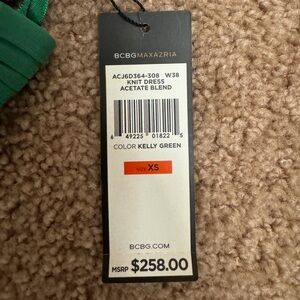 BCBGMAXAZRIA
ACJ6D364-308 W38
KNIT DRESS
ACETATE BLEND
6 49225 01822 5
COLOR KELLY GREEN
SIZE XS
BCBG.COM
MSRP $258.00